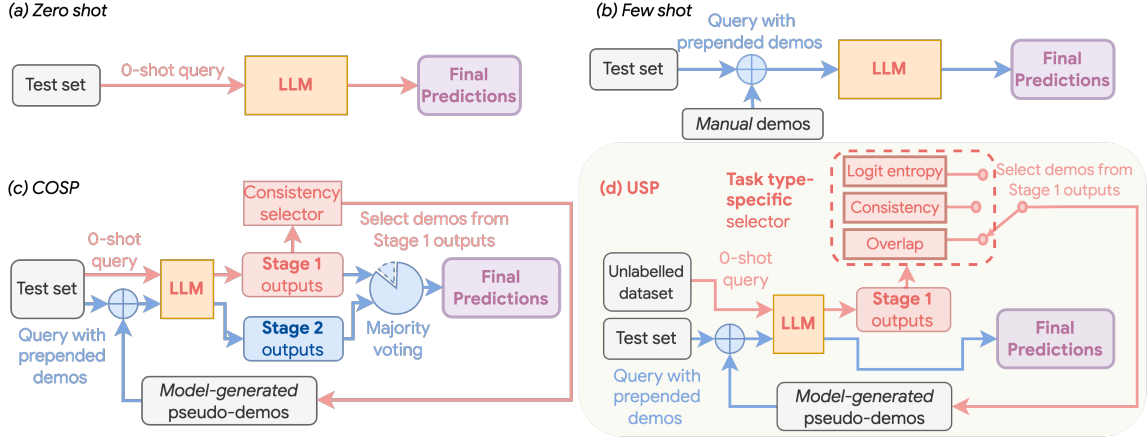 (a) Zero shot
Test set
0-shot query
LLM
Final
Predictions
(b) Few shot
Query with
prepended demos
Test set
LLM
Final
Predictions
Manual demos
(c) COSP
Consistency
selector
Select demos from
Stage 1 outputs
0-shot
query
Test set
LLM
Stage 1
outputs
Final
Predictions
Stage 2
outputs
Majority
voting
Query with
prepended
demos
Model-generated
pseudo-demos
(d) USP
Task type-
specific
selector
Logit entropy
Consistency
Overlap
Select demos from
Stage 1 outputs
Unlabelled
dataset
0-shot
query
Test set
LLM
Stage 1
outputs
Final
Predictions
Query with
prepended
demos
Model-generated
pseudo-demos